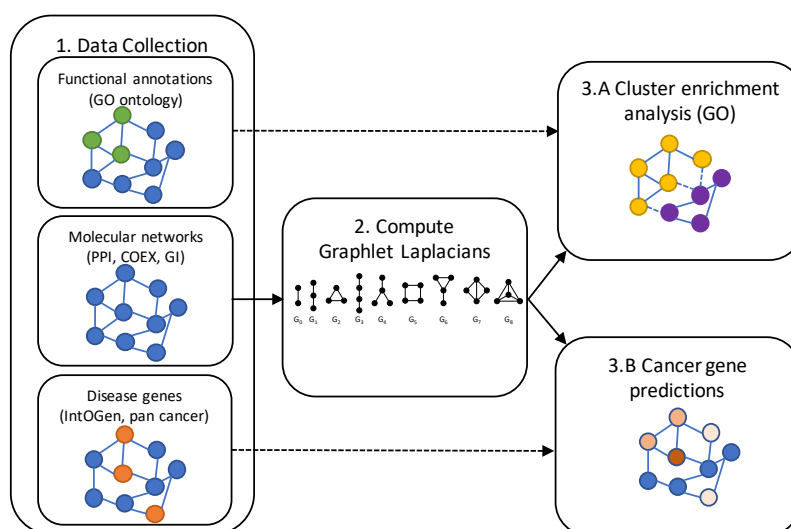 1. Data Collection
Functional annotations
(GO ontology)
Molecular networks
(PPI, COEX, GI)
Disease genes
(IntOGen, pan cancer)
2. Compute
Graphlet Laplacians
G₀ G₁ G₂ G₃ G₄ G₅ G₆ G₇ G₈
3.A Cluster enrichment
analysis (GO)
3.B Cancer gene
predictions